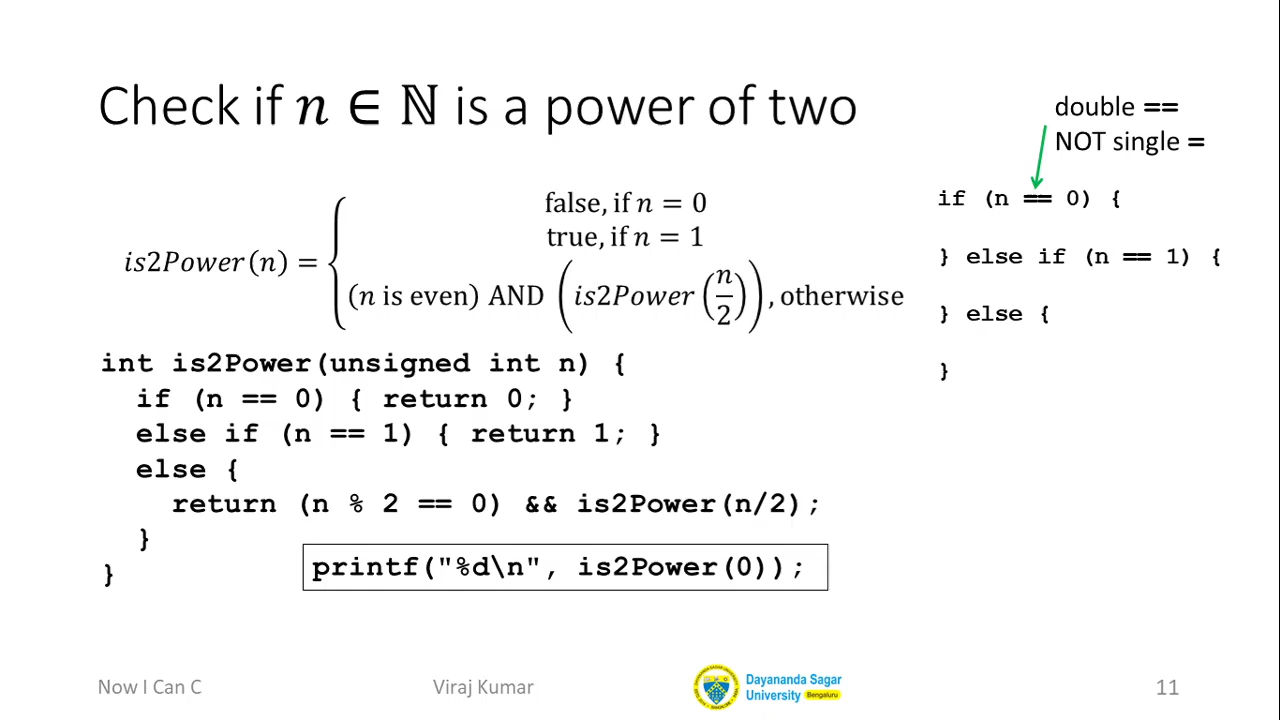 Check if 𝑛 ∈ ℕ is a power of two
double ==
NOT single =
if (n == 0) {
} else if (n == 1) {
} else {
}
false, if 𝑛 = 0
true, if 𝑛 = 1
𝑖𝑠2𝑃𝑜𝑤𝑒𝑟(𝑛) = { (𝑛 is even) AND (𝑖𝑠2𝑃𝑜𝑤𝑒𝑟(𝑛/2)), otherwise
int is2Power(unsigned int n) {
if (n == 0) { return 0; }
else if (n == 1) { return 1; }
else {
return (n % 2 == 0) && is2Power(n/2);
}
}
printf("%d\n", is2Power(0));
Now I Can C
Viraj Kumar
Dayananda Sagar
University Bengaluru
11